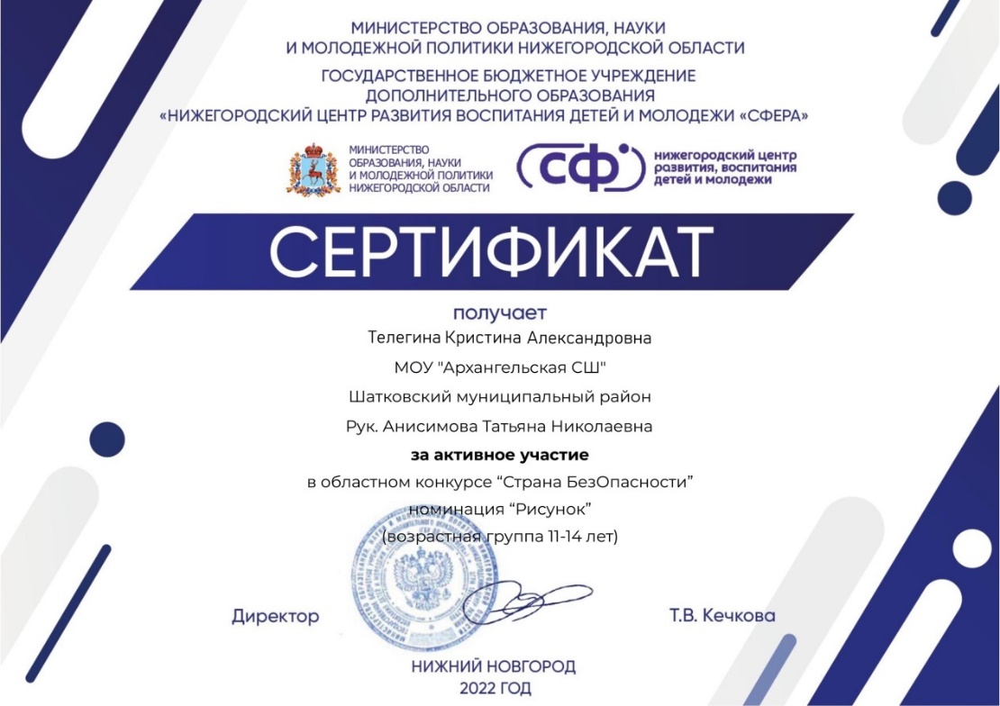 МИНИСТЕРСТВО ОБРАЗОВАНИЯ, НАУКИ
И МОЛОДЕЖНОЙ ПОЛИТИКИ НИЖЕГОРОДСКОЙ ОБЛАСТИ
ГОСУДАРСТВЕННОЕ БЮДЖЕТНОЕ УЧРЕЖДЕНИЕ
ДОПОЛНИТЕЛЬНОГО ОБРАЗОВАНИЯ
«НИЖЕГОРОДСКИЙ ЦЕНТР РАЗВИТИЯ ВОСПИТАНИЯ ДЕТЕЙ И МОЛОДЕЖИ «СФЕРА»
МИНИСТЕРСТВО
ОБРАЗОВАНИЯ, НАУКИ
И МОЛОДЕЖНОЙ ПОЛИТИКИ
НИЖЕГОРОДСКОЙ ОБЛАСТИ
СФ
нижегородский центр
развития, воспитания
детей и молодежи
СЕРТИФИКАТ
получает
Телегина Кристина Александровна
МОУ "Архангельская СШ"
Шатковский муниципальный район
Рук. Анисимова Татьяна Николаевна
за активное участие
в областном конкурсе “Страна БезОпасности”
номинация “Рисунок”
(возрастная группа 11-14 лет)
Директор
Т.В. Кечкова
НИЖНИЙ НОВГОРОД
2022 ГОД